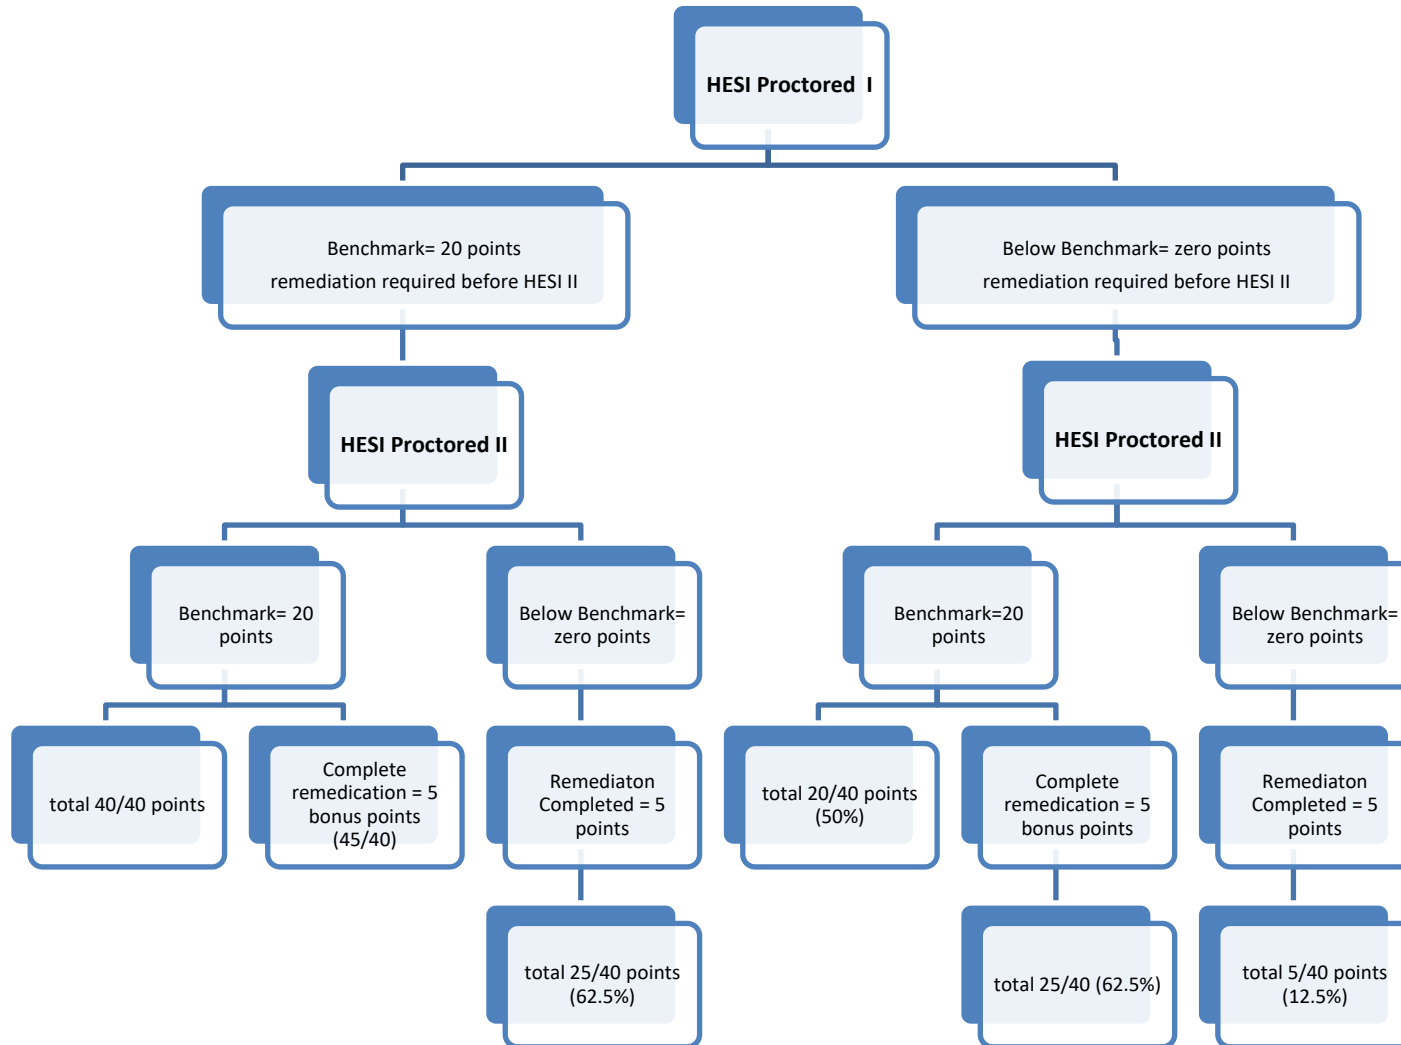 HESI Proctored  I
Benchmark= 20 points
remediation required before HESI II
Below Benchmark= zero points
remediation required before HESI II
HESI Proctored II
HESI Proctored II
Benchmark= 20
points
Below Benchmark=
zero points
Benchmark=20
points
Below Benchmark=
zero points
total 40/40 points
Complete
remedication = 5
bonus points
(45/40)
Remediaton
Completed = 5
points
total 20/40 points
(50%)
Complete
remedication = 5
bonus points
Remediaton
Completed = 5
points
total 25/40 points
(62.5%)
total 25/40 (62.5%)
total 5/40 points
(12.5%)